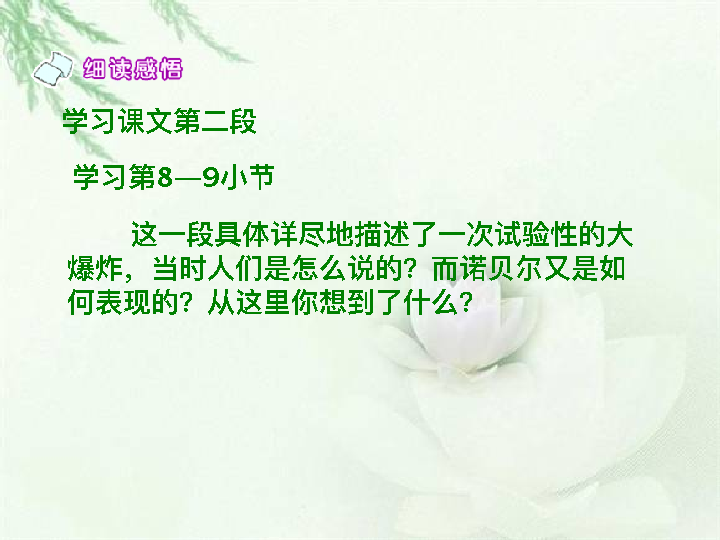 细读感悟
学习课文第二段
学习第8—9小节
这一段具体详尽地描述了一次试验性的大
爆炸，当时人们是怎么说的？而诺贝尔又是如
何表现的？从这里你想到了什么？